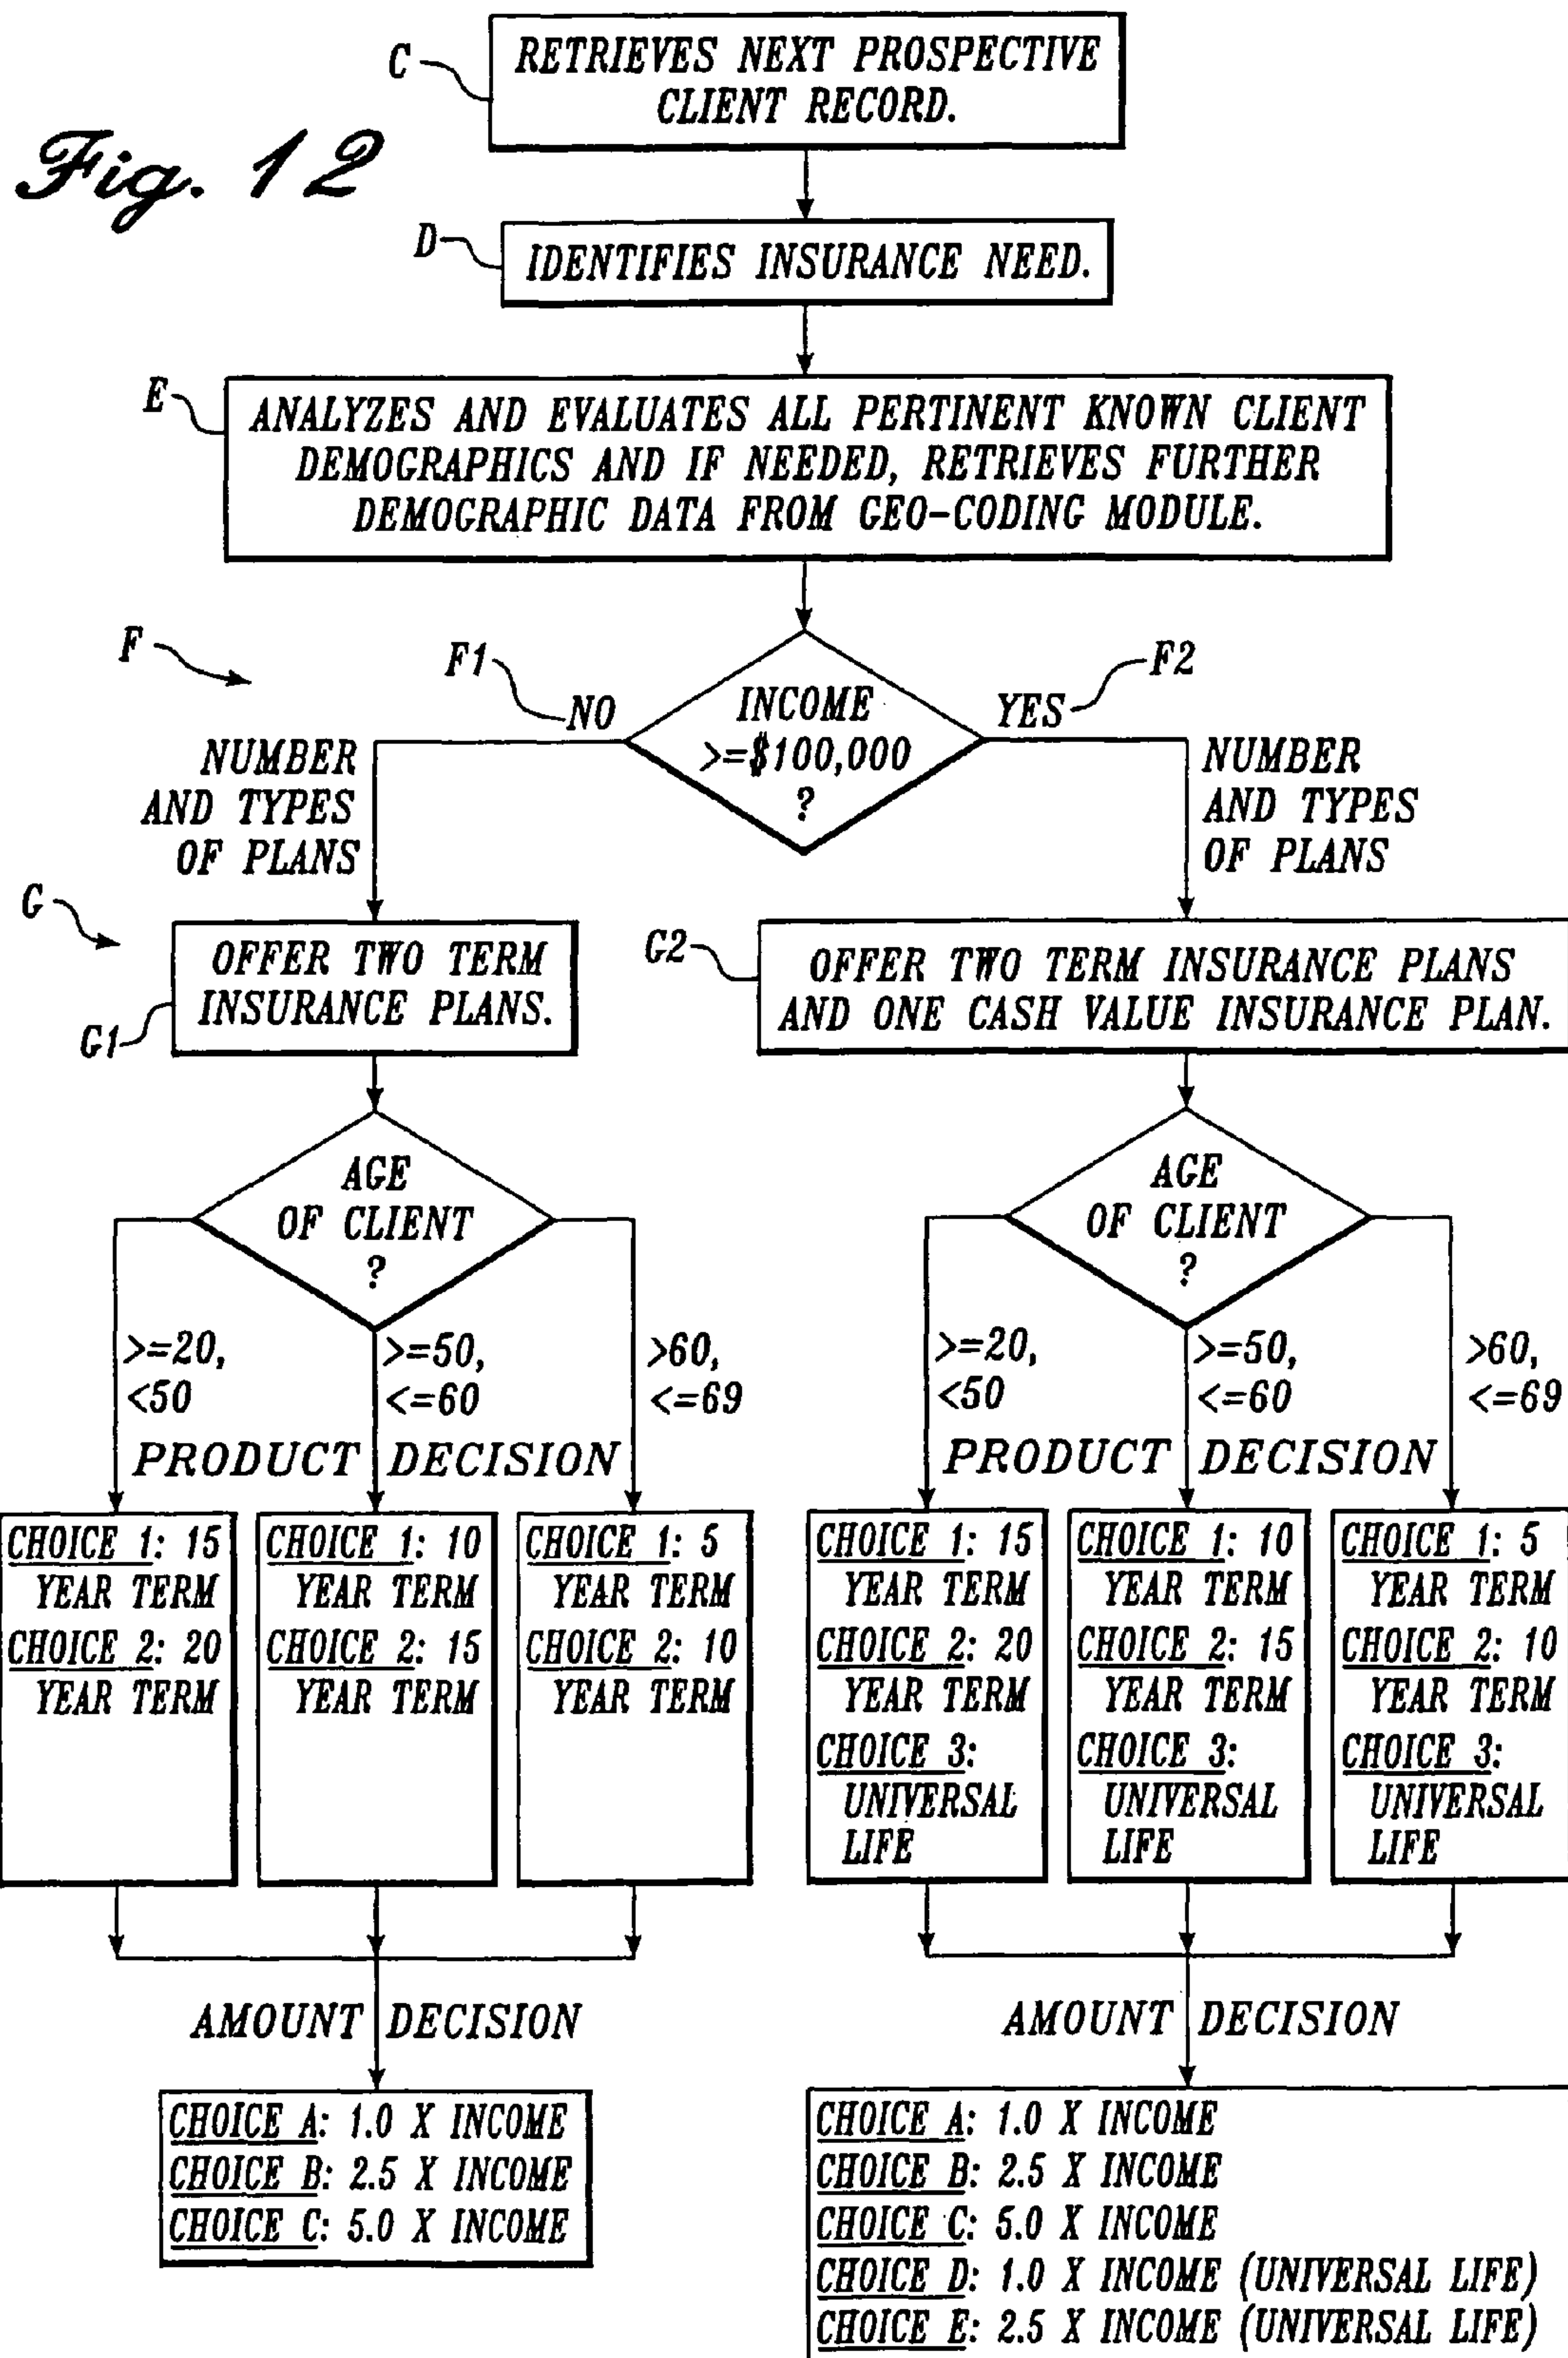 Fig. 12
C
RETRIEVES NEXT PROSPECTIVE
CLIENT RECORD.
D
IDENTIFIES INSURANCE NEED.
E
ANALYZES AND EVALUATES ALL PERTINENT KNOWN CLIENT
DEMOGRAPHICS AND IF NEEDED, RETRIEVES FURTHER
DEMOGRAPHIC DATA FROM GEO-CODING MODULE.
F
F1
NO
INCOME
>=$100,000
?
YES
F2
NUMBER
AND TYPES
OF PLANS
NUMBER
AND TYPES
OF PLANS
G
G1
OFFER TWO TERM
INSURANCE PLANS.
G2
OFFER TWO TERM INSURANCE PLANS
AND ONE CASH VALUE INSURANCE PLAN.
AGE
OF CLIENT
?
>=20,
<50
>=50,
<=60
>60,
<=69
PRODUCT DECISION
CHOICE 1: 15
YEAR TERM
CHOICE 2: 20
YEAR TERM
CHOICE 1: 10
YEAR TERM
CHOICE 2: 15
YEAR TERM
CHOICE 1: 5
YEAR TERM
CHOICE 2: 10
YEAR TERM
AMOUNT DECISION
CHOICE A: 1.0 X INCOME
CHOICE B: 2.5 X INCOME
CHOICE C: 5.0 X INCOME
AGE
OF CLIENT
?
>=20,
<50
>=50,
<=60
>60,
<=69
PRODUCT DECISION
CHOICE 1: 15
YEAR TERM
CHOICE 2: 20
YEAR TERM
CHOICE 3:
UNIVERSAL
LIFE
CHOICE 1: 10
YEAR TERM
CHOICE 2: 15
YEAR TERM
CHOICE 3:
UNIVERSAL
LIFE
CHOICE 1: 5
YEAR TERM
CHOICE 2: 10
YEAR TERM
CHOICE 3:
UNIVERSAL
LIFE
AMOUNT DECISION
CHOICE A: 1.0 X INCOME
CHOICE B: 2.5 X INCOME
CHOICE C: 5.0 X INCOME
CHOICE D: 1.0 X INCOME (UNIVERSAL LIFE)
CHOICE E: 2.5 X INCOME (UNIVERSAL LIFE)